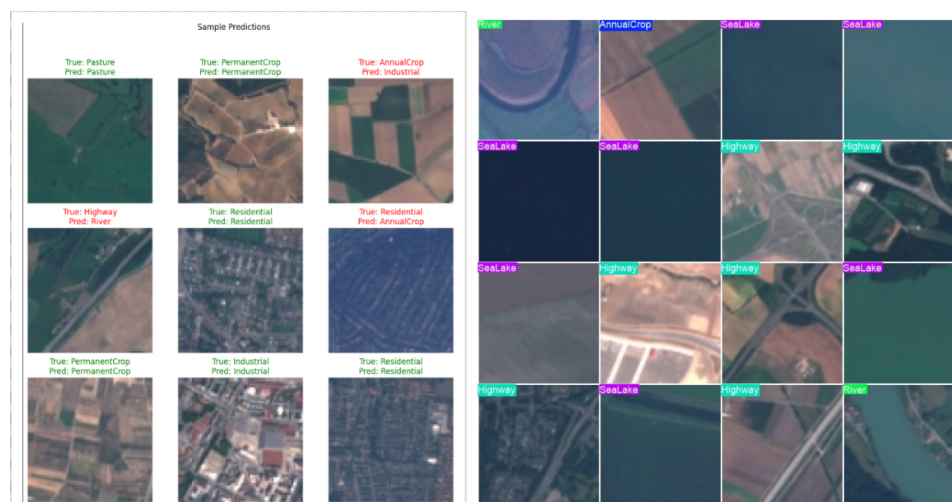 Sample Predictions
True: Pasture
Pred: Pasture
True: PermanentCrop
Pred: PermanentCrop
True: AnnualCrop
Pred: Industrial
True: Highway
Pred: River
True: Residential
Pred: Residential
True: Residential
Pred: AnnualCrop
True: PermanentCrop
Pred: PermanentCrop
True: Industrial
Pred: Industrial
True: Residential
Pred: Residential
River
AnnualCrop
SeaLake
SeaLake
SeaLake
SeaLake
Highway
Highway
SeaLake
Highway
Highway
SeaLake
Highway
SeaLake
Highway
River